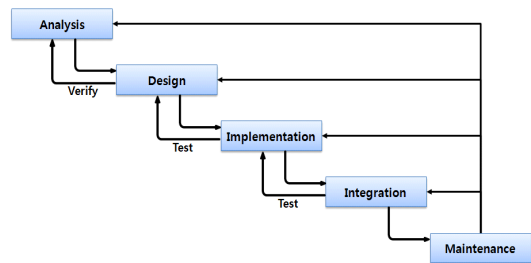 Analysis
Verify
Design
Test
Implementation
Test
Integration
Maintenance